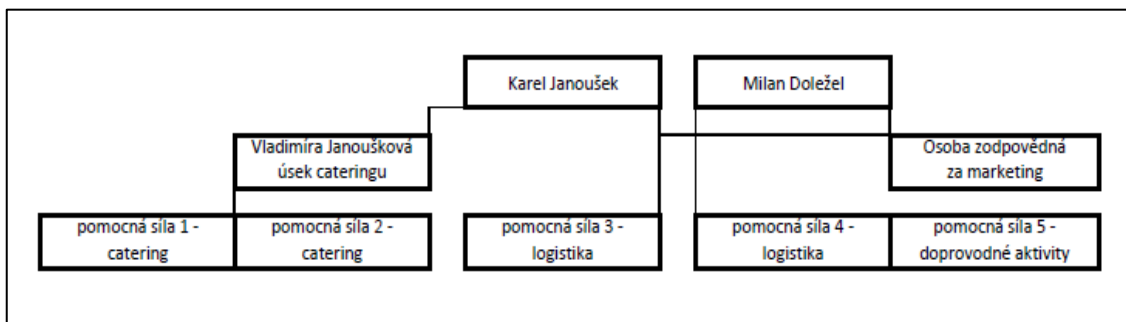 Karel Janoušek
Milan Doležel
Vladimíra Janoušková
úsek cateringu
Osoba zodpovědná
za marketing
pomocná síla 1 -
catering
pomocná síla 2 -
catering
pomocná síla 3 -
logistika
pomocná síla 4 -
logistika
pomocná síla 5 -
doprovodné aktivity